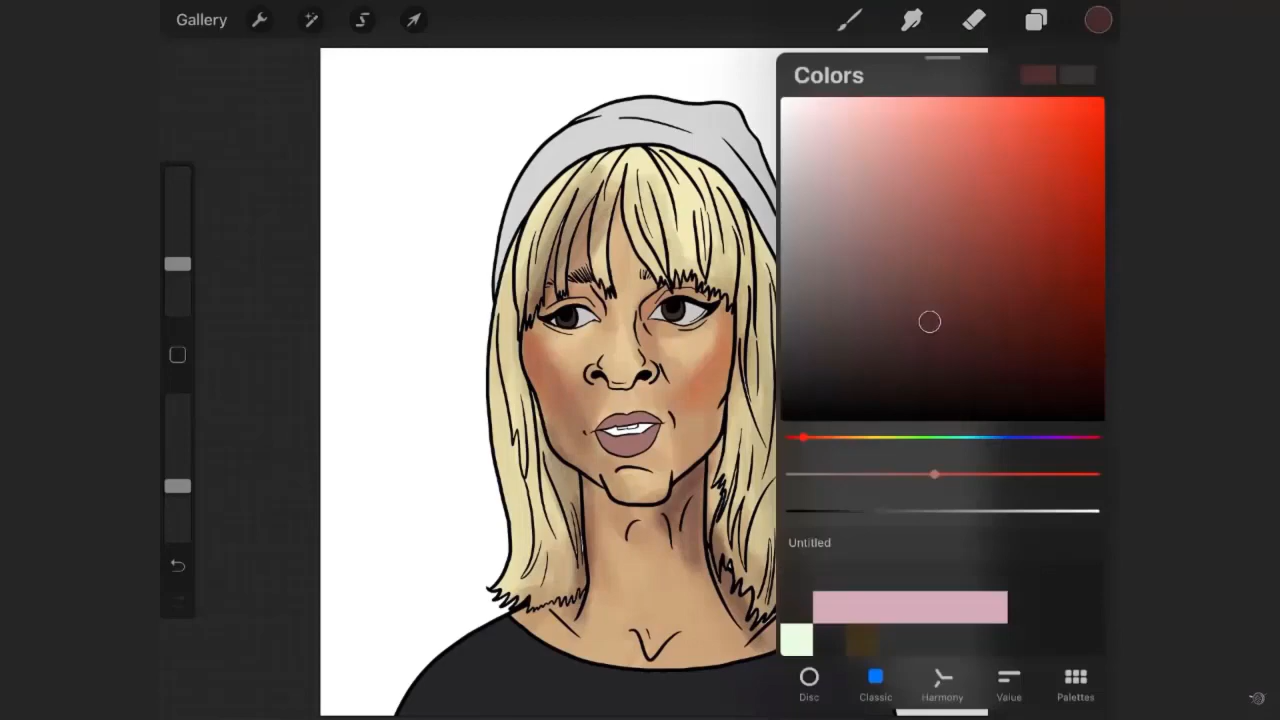 Gallery
Colors
Untitled
Disc
Classic
Harmony
Value
Palettes